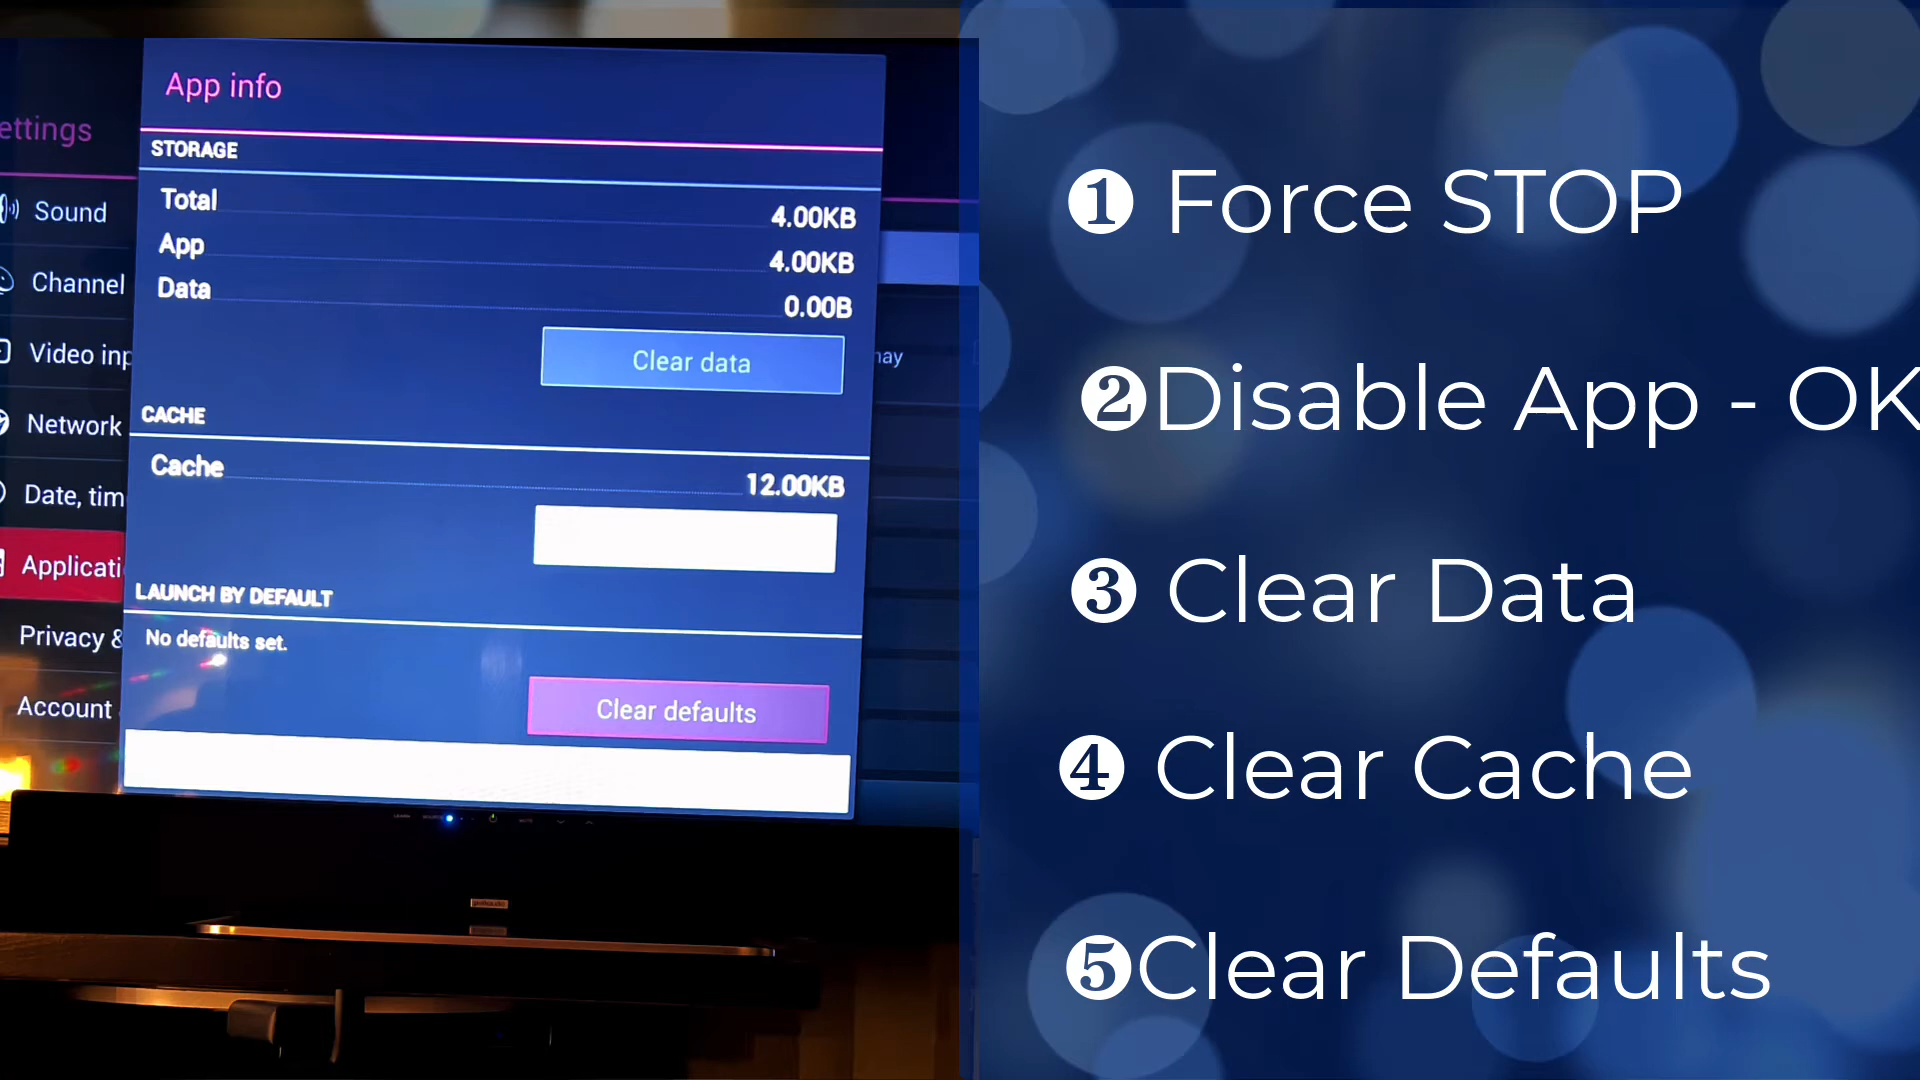 App info
ettings
STORAGE
Total 4.00KB
App 4.00KB
Data 0.00B
Clear data
CACHE
Cache 12.00KB
LAUNCH BY DEFAULT
No defaults set.
Clear defaults
Sound
Channel
Video inp
Network
Date, tim
Applicati
Privacy &
Account
nay
❶ Force STOP
❷Disable App - OK
❸ Clear Data
❹ Clear Cache
❺Clear Defaults